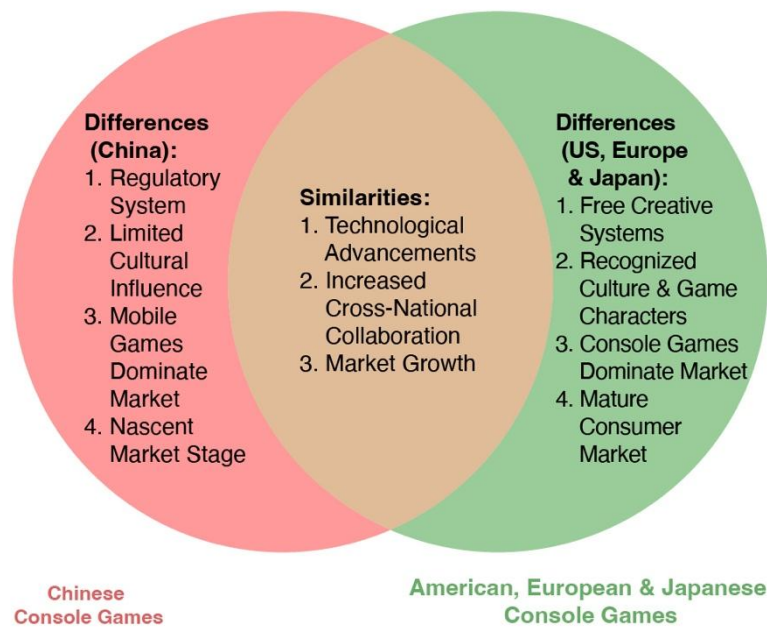 Differences
(China):
1. Regulatory
System
2. Limited
Cultural
Influence
3. Mobile
Games
Dominate
Market
4. Nascent
Market Stage
Similarities:
1. Technological
Advancements
2. Increased
Cross-National
Collaboration
3. Market Growth
Differences
(US, Europe
& Japan):
1. Free Creative
Systems
2. Recognized
Culture & Game
Characters
3. Console Games
Dominate Market
4. Mature
Consumer
Market
Chinese
Console Games
American, European & Japanese
Console Games